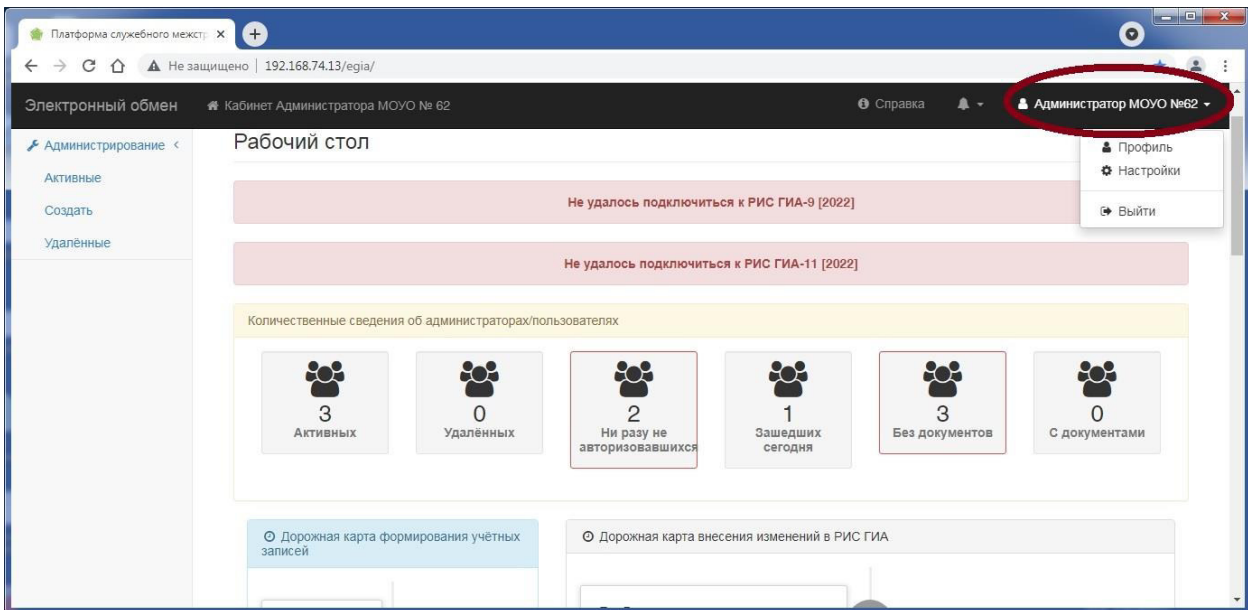 Платформа служебного межстр
Не защищено | 192.168.74.13/egia/
Электронный обмен
Кабинет Администратора МОУО № 62
Справка
Администратор МОУО №62
Профиль
Настройки
Выйти
Администрирование
Активные
Создать
Удалённые
Рабочий стол
Не удалось подключиться к РИС ГИА-9 [2022]
Не удалось подключиться к РИС ГИА-11 [2022]
Количественные сведения об администраторах/пользователях
3
Активных
0
Удалённых
2
Ни разу не
авторизовавшихся
1
Зашедших
сегодня
3
Без документов
0
С документами
Дорожная карта формирования учётных
записей
Дорожная карта внесения изменений в РИС ГИА